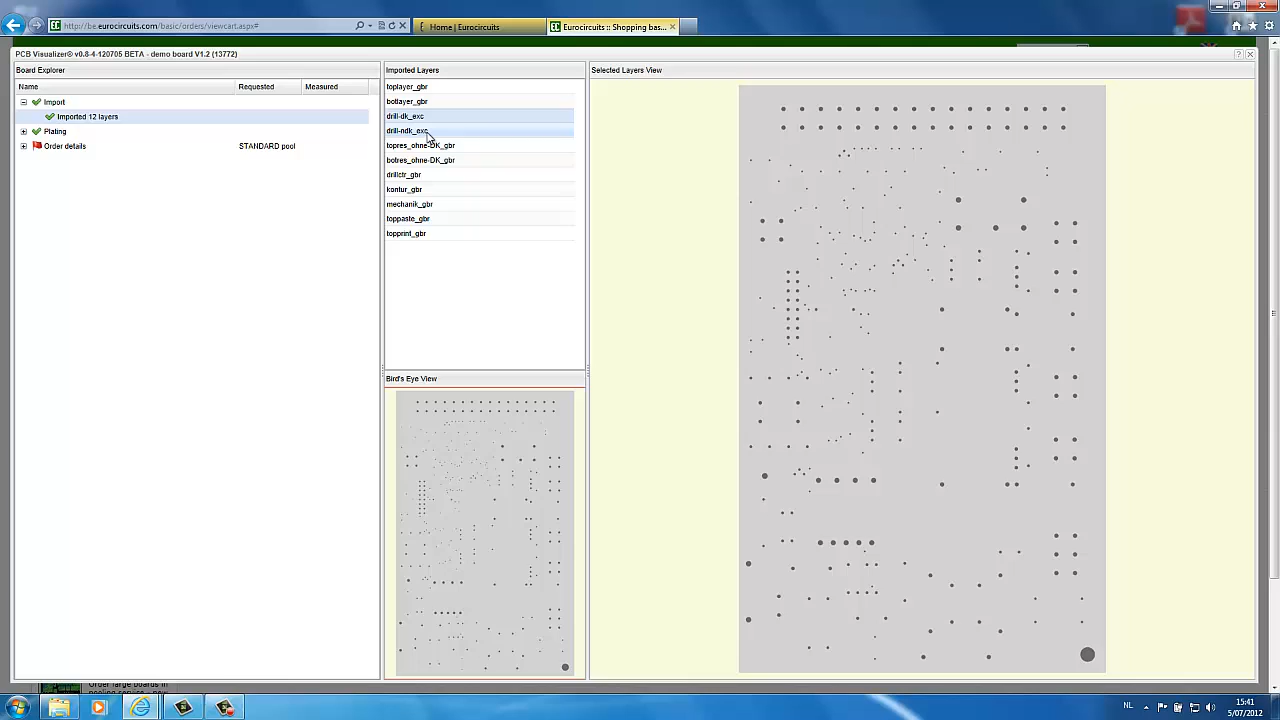 http://be.eurocircuits.com/basic/orders/viewcart.aspx#
Home | Eurocircuits
Eurocircuits :: Shopping bas...
PCB Visualizer® v0.8-4-120705 BETA - demo board V1.2 (13772)
Board Explorer
Imported Layers
Selected Layers View
Name
Requested
Measured
toplayer_gbr
Import
botlayer_gbr
Imported 12 layers
drill-dk_exc
Plating
drill-ndk_exc
Order details
STANDARD pool
topres_ohne-DK_gbr
botres_ohne-DK_gbr
drillctr_gbr
kontur_gbr
mechanik_gbr
toppaste_gbr
topprint_gbr
Bird's Eye View
Order large boards in
NL
15:41
5/07/2012